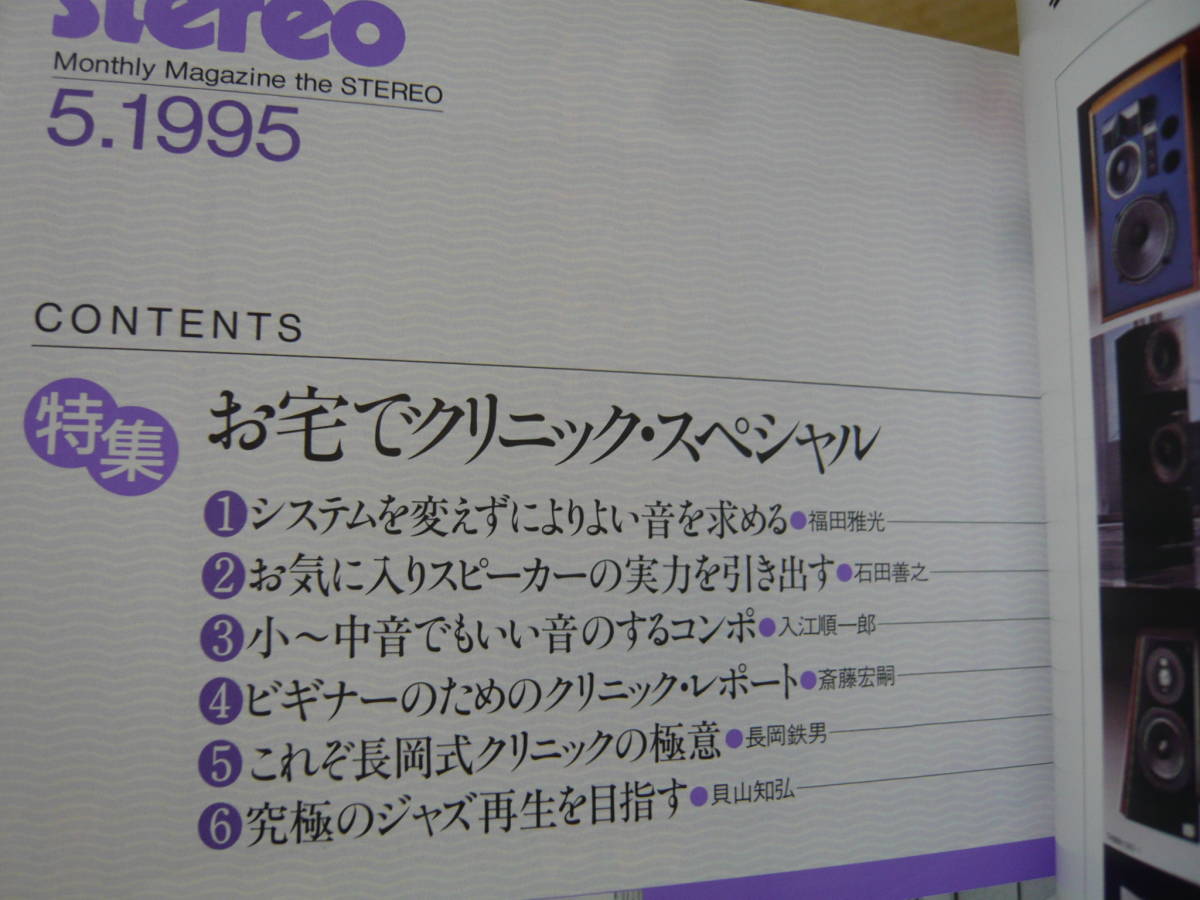 stereo
Monthly Magazine the STEREO
5.1995
CONTENTS
特集
お宅でクリニック・スペシャル
❶システムを変えずによりよい音を求める●福田雅光
❷お気に入りスピーカーの実力を引き出す●石田善之
❸小〜中音でもいい音のするコンポ●入江順一郎
❹ビギナーのためのクリニック・レポート●斎藤宏嗣
❺これぞ長岡式クリニックの極意●長岡鉄男
❻究極のジャズ再生を目指す●貝山知弘